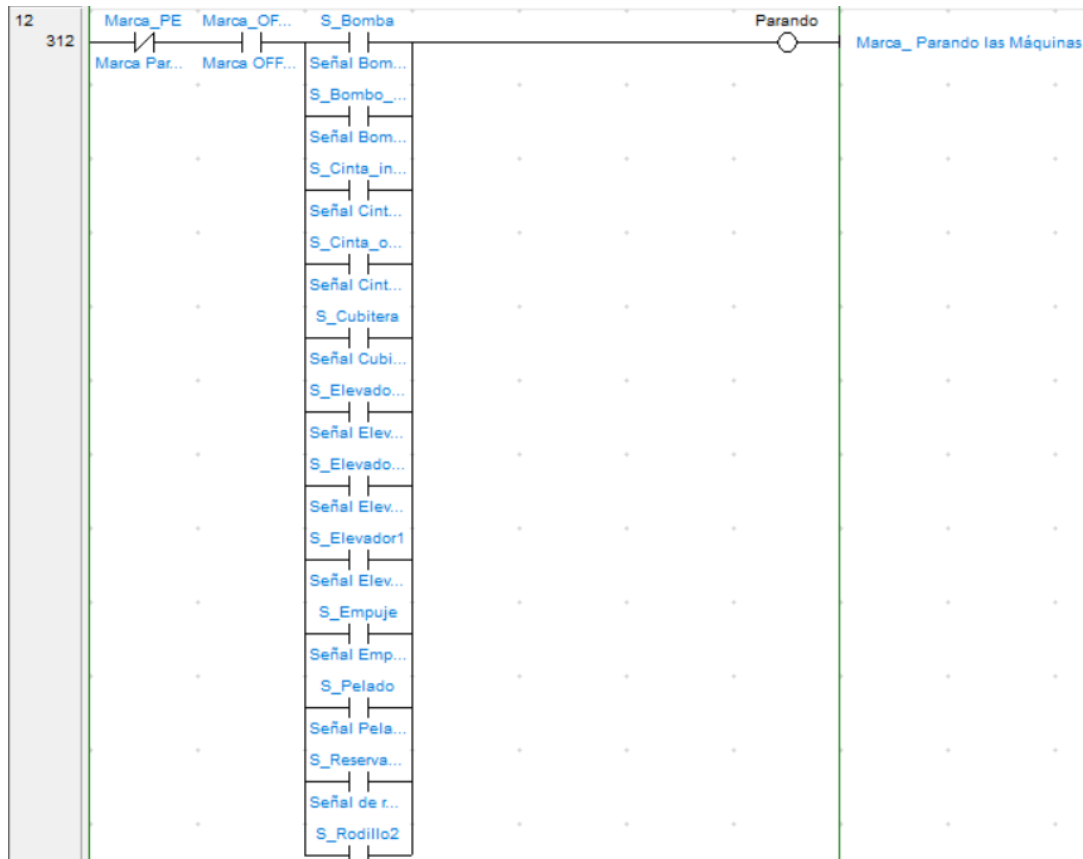 12 Marca_PE Marca_OF... S_Bomba Parando
312 Marca_ Parando las Máquinas
Marca Par... Marca OFF... Señal Bom...
S_Bombo_...
Señal Bom...
S_Cinta_in...
Señal Cint...
S_Cinta_o...
Señal Cint...
S_Cubitera
Señal Cubi...
S_Elevado...
Señal Elev...
S_Elevado...
Señal Elev...
S_Elevador1
Señal Elev...
S_Empuje
Señal Emp...
S_Pelado
Señal Pela...
S_Reserva...
Señal de r...
S_Rodillo2